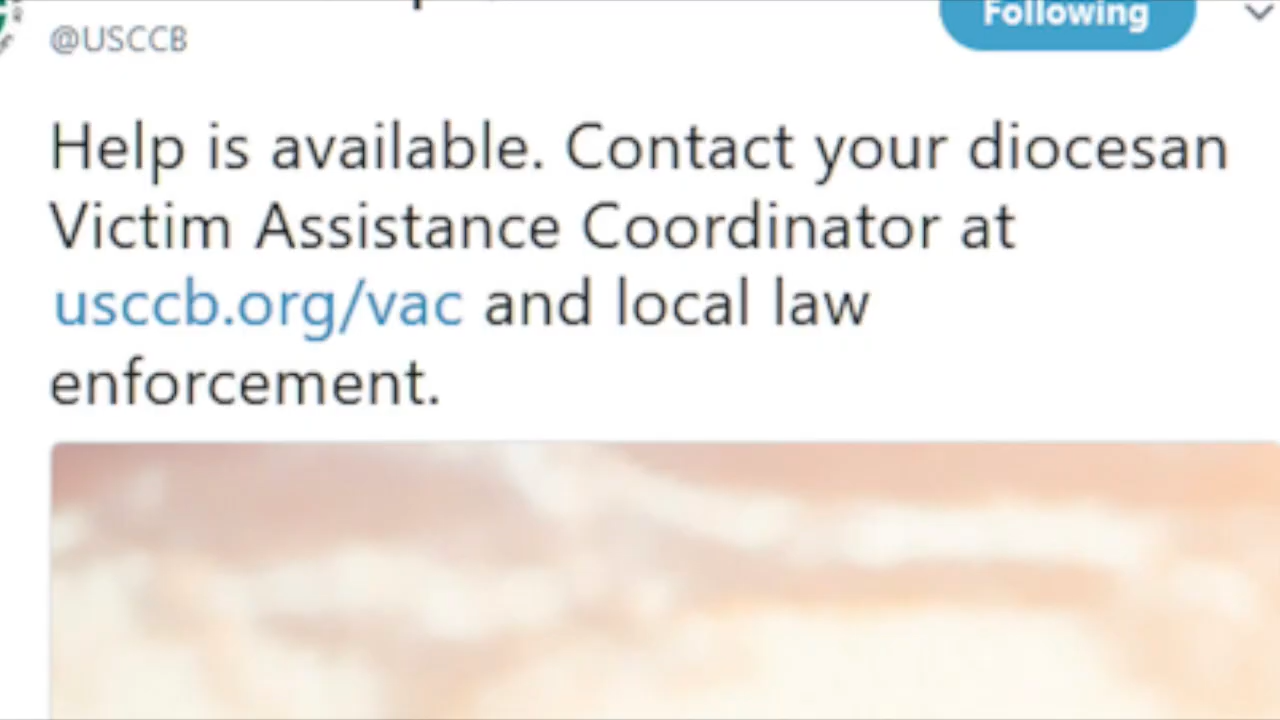 Following
@USCCB
Help is available. Contact your diocesan
Victim Assistance Coordinator at
usccb.org/vac and local law
enforcement.